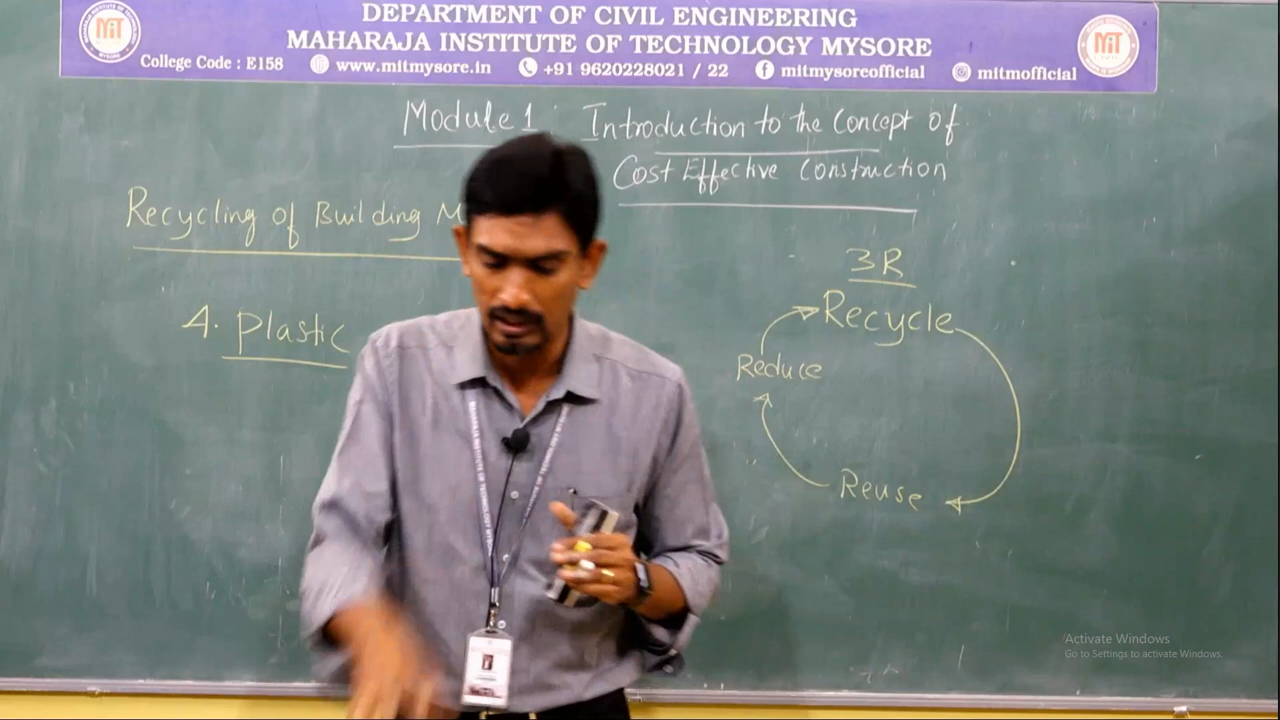 DEPARTMENT OF CIVIL ENGINEERING
MAHARAJA INSTITUTE OF TECHNOLOGY MYSORE
College Code : E158 www.mitmysore.in +91 9620228021 / 22 mitmysoreofficial mitmofficial
MIT
MIT
Module 1 Introduction to the Concept of
Cost Effective Construction
Recycling of Building M
4. Plastic
3R
Recycle
Reduce
Reuse
Activate Windows
Go to Settings to activate Windows.